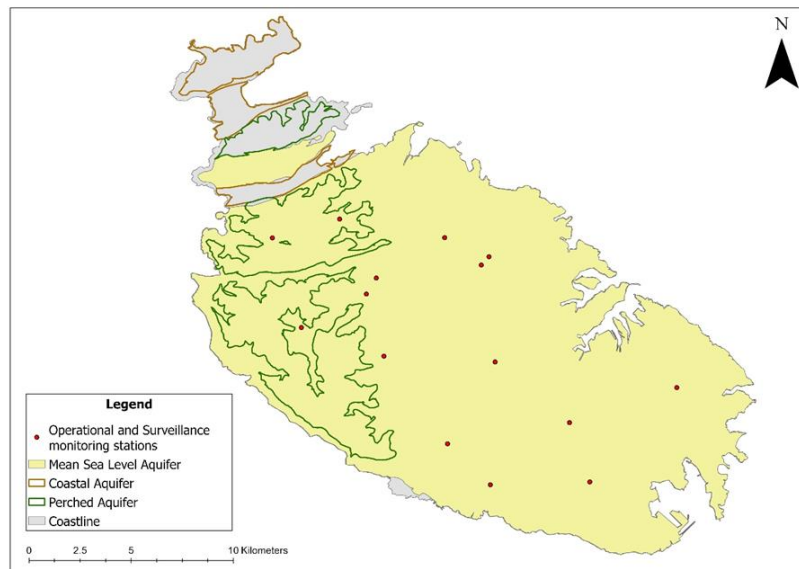 N
Legend
Operational and Surveillance
monitoring stations
Mean Sea Level Aquifer
Coastal Aquifer
Perched Aquifer
Coastline
0 2.5 5 10 Kilometers